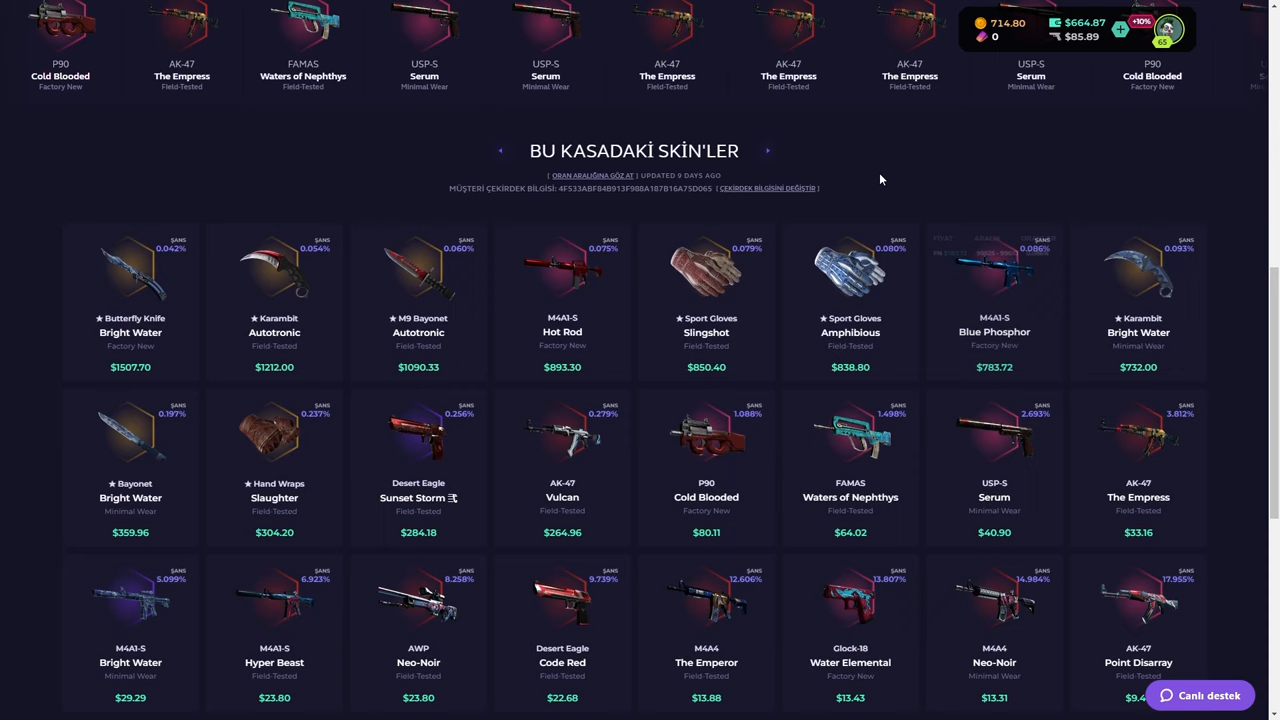 714.80 $664.87 +10%
0 $85.89 65
P90 AK-47 FAMAS USP-S USP-S AK-47 AK-47 AK-47 USP-S P90
Cold Blooded The Empress Waters of Nephthys Serum Serum The Empress The Empress The Empress Serum Cold Blooded
Factory New Field-Tested Field-Tested Minimal Wear Minimal Wear Field-Tested Field-Tested Field-Tested Minimal Wear Factory New
BU KASADAKİ SKİN'LER
[ ORAN ARALIĞINA GÖZ AT ] UPDATED 9 DAYS AGO
MÜŞTERİ ÇEKİRDEK BİLGİSİ: 4F533ABF84B913F988A187B16A75D065 [ ÇEKİRDEK BİLGİSİNİ DEĞİŞTİR ]
ŞANS ŞANS ŞANS ŞANS ŞANS ŞANS ŞANS ŞANS
0.042% 0.054% 0.060% 0.075% 0.079% 0.080% 0.086% 0.093%
★ Butterfly Knife ★ Karambit ★ M9 Bayonet M4A1-S ★ Sport Gloves ★ Sport Gloves M4A1-S ★ Karambit
Bright Water Autotronic Autotronic Hot Rod Slingshot Amphibious Blue Phosphor Bright Water
Factory New Field-Tested Field-Tested Factory New Field-Tested Field-Tested Factory New Minimal Wear
$1507.70 $1212.00 $1090.33 $893.30 $850.40 $838.80 $783.72 $732.00
ŞANS ŞANS ŞANS ŞANS ŞANS ŞANS ŞANS ŞANS
0.197% 0.237% 0.256% 0.279% 1.088% 1.498% 2.693% 3.812%
★ Bayonet ★ Hand Wraps Desert Eagle AK-47 P90 FAMAS USP-S AK-47
Bright Water Slaughter Sunset Storm 弐 Vulcan Cold Blooded Waters of Nephthys Serum The Empress
Minimal Wear Field-Tested Field-Tested Field-Tested Factory New Field-Tested Minimal Wear Field-Tested
$359.96 $304.20 $284.18 $264.96 $80.11 $64.02 $40.90 $33.16
ŞANS ŞANS ŞANS ŞANS ŞANS ŞANS ŞANS ŞANS
5.099% 6.923% 8.258% 9.739% 12.606% 13.807% 14.984% 17.955%
M4A1-S M4A1-S AWP Desert Eagle M4A4 Glock-18 M4A4 AK-47
Bright Water Hyper Beast Neo-Noir Code Red The Emperor Water Elemental Neo-Noir Point Disarray
Minimal Wear Field-Tested Field-Tested Field-Tested Field-Tested Factory New Minimal Wear Field-Tested
$29.29 $23.80 $23.80 $22.68 $13.88 $13.43 $13.31
Canlı destek